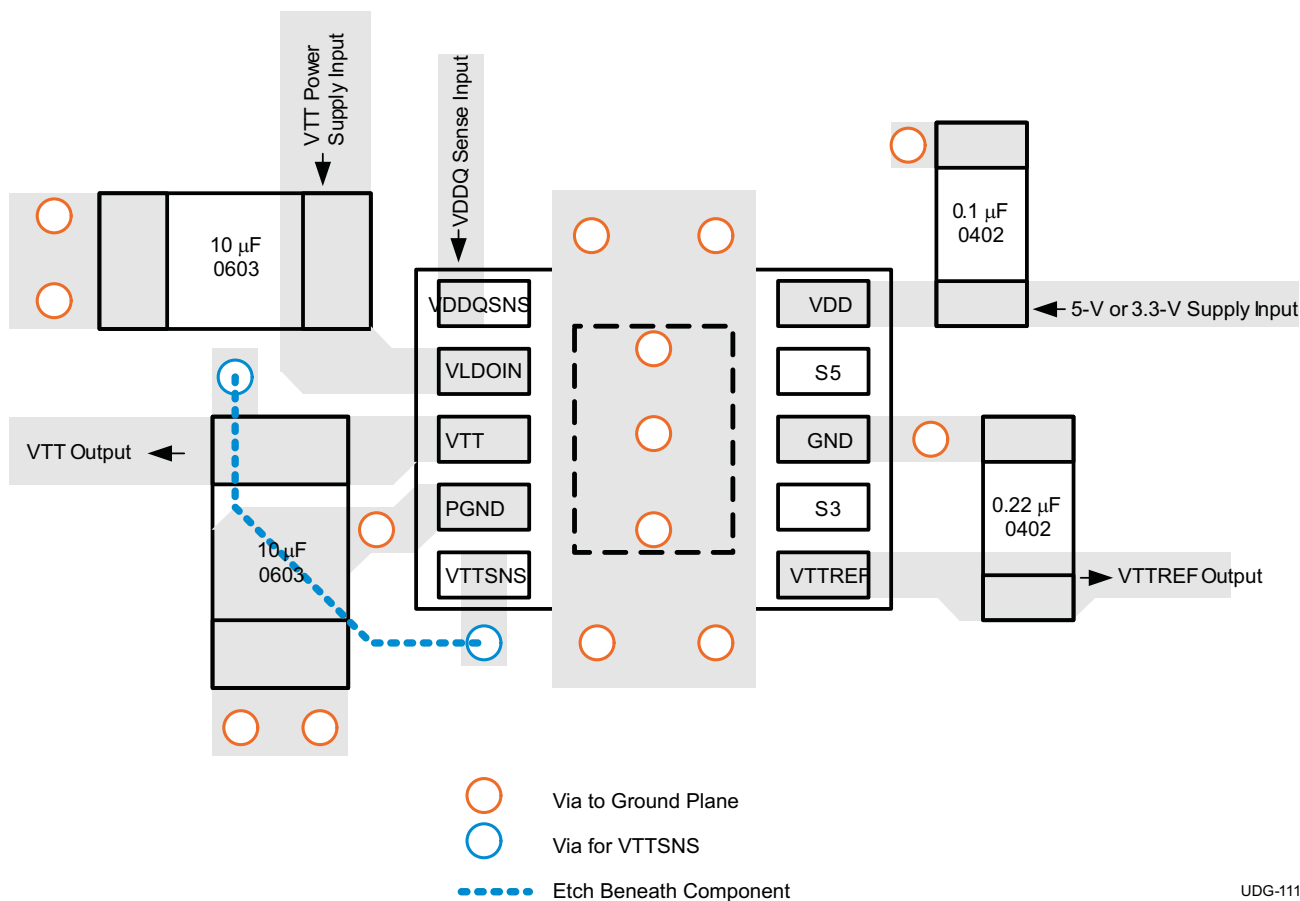 VTT Power
Supply Input
VDDQ Sense Input
10 μF
0603
0.1 μF
0402
5-V or 3.3-V Supply Input
VDDQSNS
VDD
VLDOIN
S5
VTT Output
VTT
GND
PGND
S3
0.22 μF
0402
10 μF
0603
VTTSNS
VTTREF
VTTREF Output
Via to Ground Plane
Via for VTTSNS
Etch Beneath Component
UDG-111